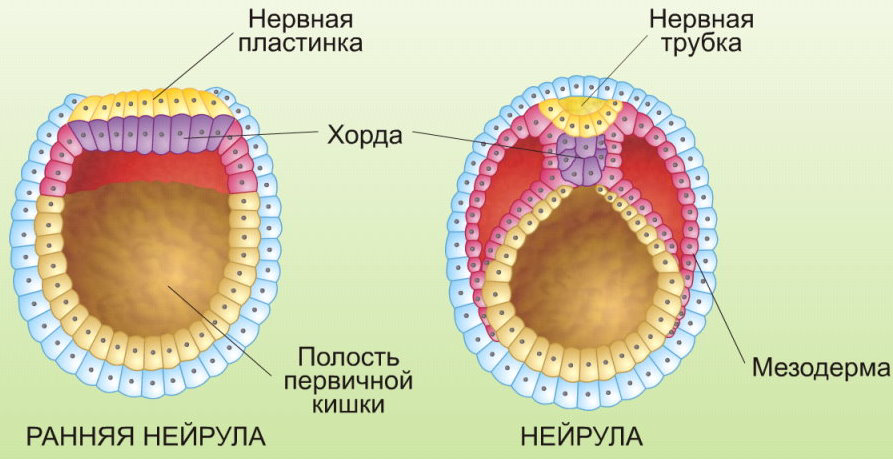 Нервная
пластинка
Нервная
трубка
Хорда
Полость
первичной
кишки
Мезодерма
РАННЯЯ НЕЙРУЛА
НЕЙРУЛА